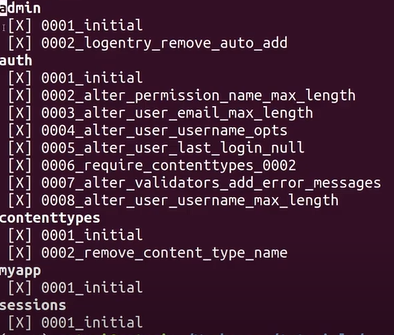 admin
[X] 0001_initial
[X] 0002_logentry_remove_auto_add
auth
[X] 0001_initial
[X] 0002_alter_permission_name_max_length
[X] 0003_alter_user_email_max_length
[X] 0004_alter_user_username_opts
[X] 0005_alter_user_last_login_null
[X] 0006_require_contenttypes_0002
[X] 0007_alter_validators_add_error_messages
[X] 0008_alter_user_username_max_length
contenttypes
[X] 0001_initial
[X] 0002_remove_content_type_name
myapp
[X] 0001_initial
sessions
[X] 0001_initial